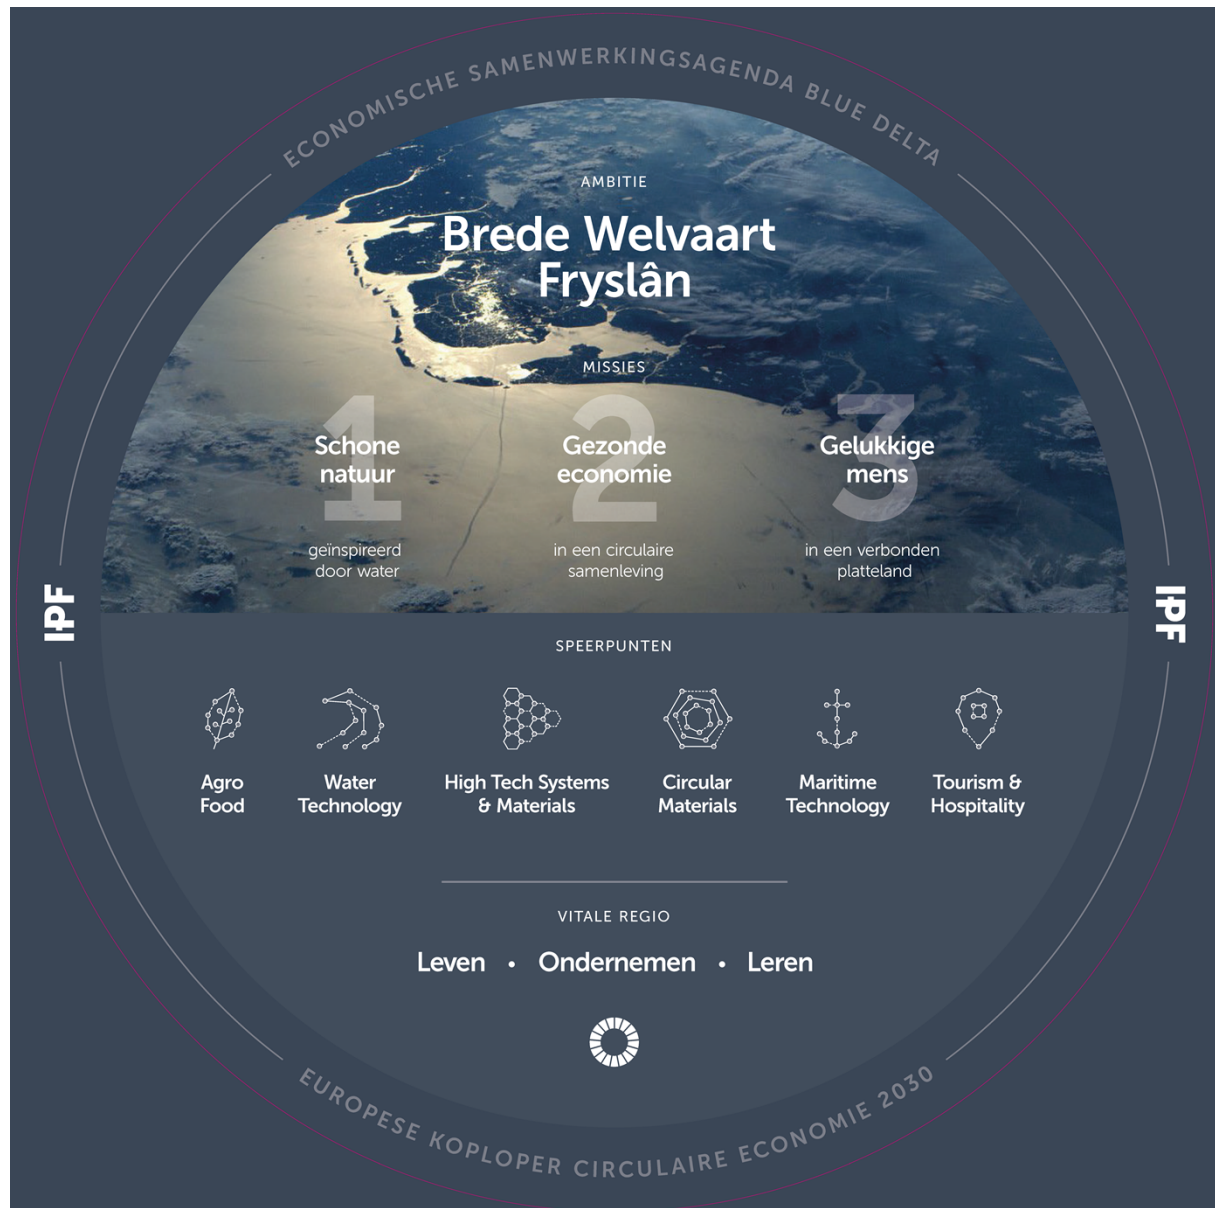 ECONOMISCHE SAMENWERKINGSAGENDA BLUE DELTA
AMBITIE
Brede Welvaart
Fryslân
MISSIES
1
Schone
natuur
geïnspireerd
door water
2
Gezonde
economie
in een circulaire
samenleving
3
Gelukkige
mens
in een verbonden
platteland
IPF
IPF
SPEERPUNTEN
Agro
Food
Water
Technology
High Tech Systems
& Materials
Circular
Materials
Maritime
Technology
Tourism &
Hospitality
VITALE REGIO
Leven • Ondernemen • Leren
EUROPESE KOPLOPER CIRCULAIRE ECONOMIE 2030